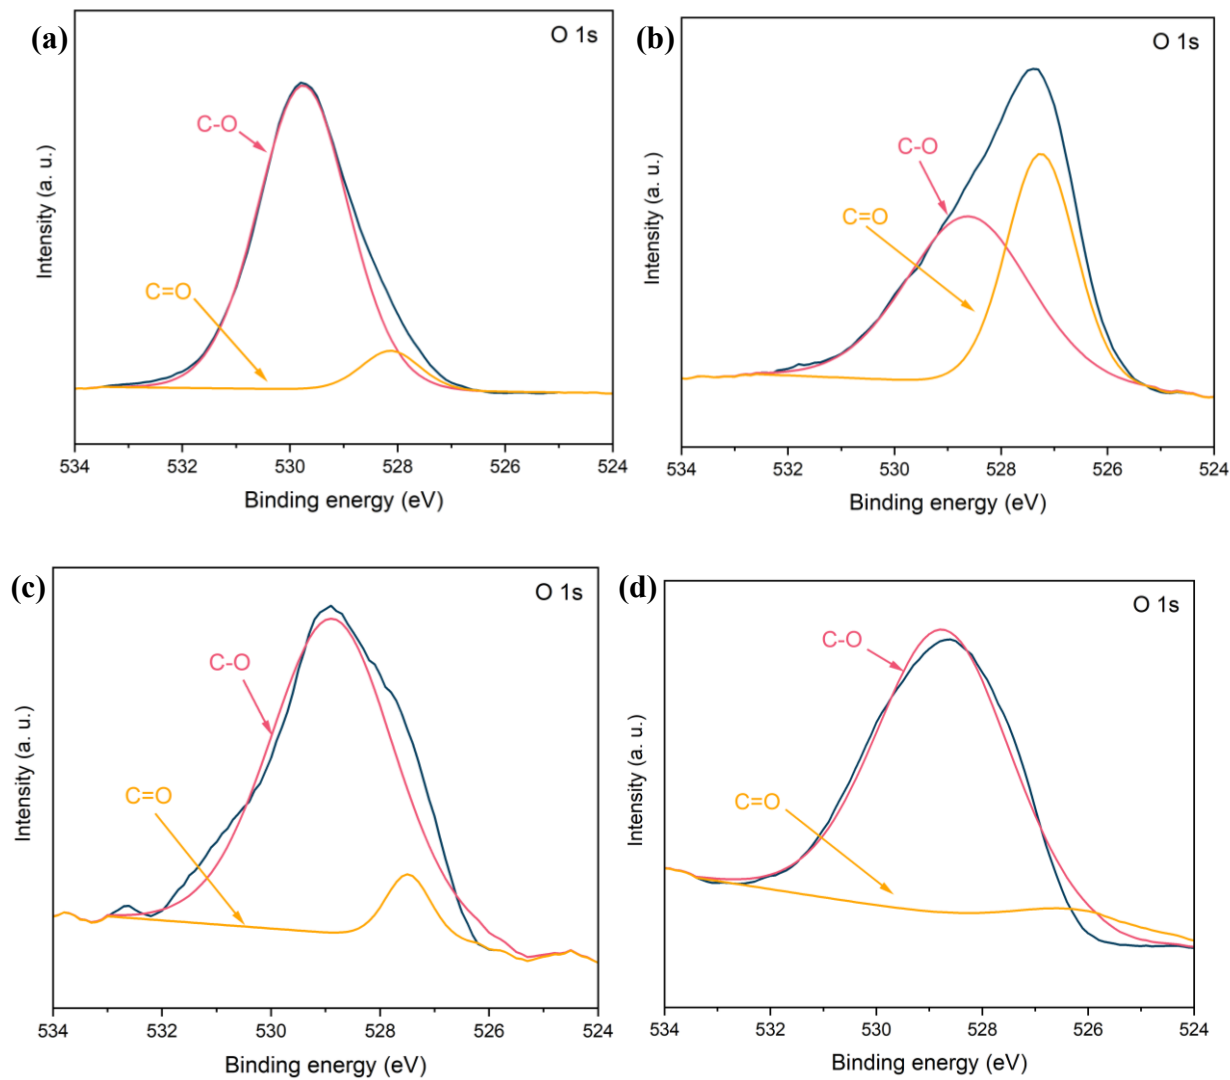 (a)
O 1s
C-O
C=O
Intensity (a. u.)
534 532 530 528 526 524
Binding energy (eV)
(b)
O 1s
C-O
C=O
Intensity (a. u.)
534 532 530 528 526 524
Binding energy (eV)
(c)
O 1s
C-O
C=O
Intensity (a. u.)
534 532 530 528 526 524
Binding energy (eV)
(d)
O 1s
C-O
C=O
Intensity (a. u.)
534 532 530 528 526 524
Binding energy (eV)